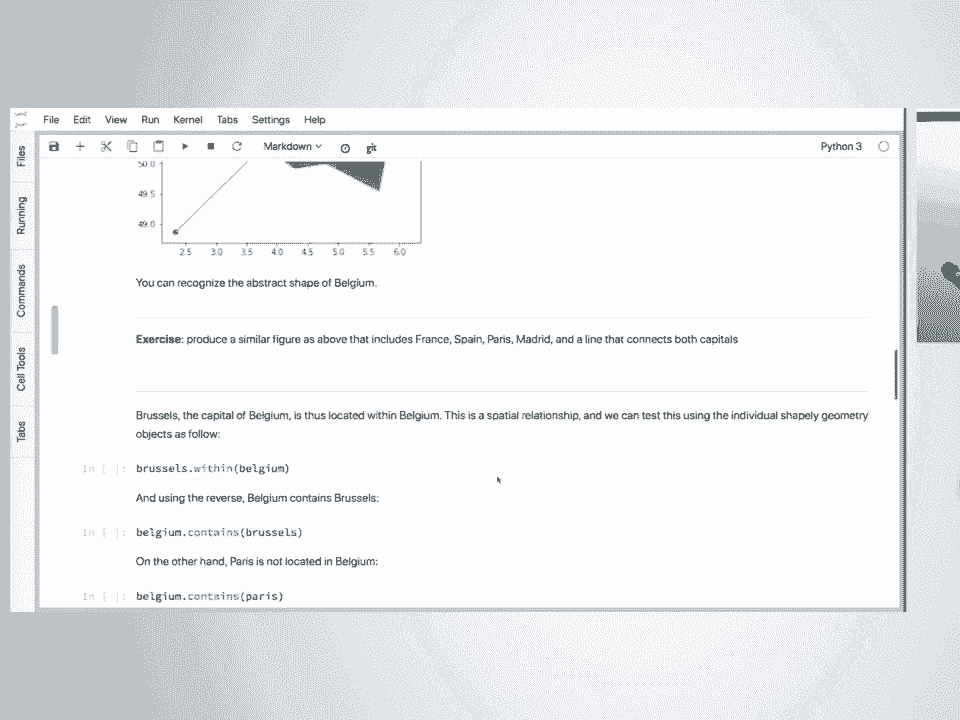 File Edit View Run Kernel Tabs Settings Help
Markdown git Python 3
Files
Running
Commands
Cell Tools
Tabs
50.0
49.5
49.0
2.5 3.0 3.5 4.0 4.5 5.0 5.5 6.0
You can recognize the abstract shape of Belgium.
Exercise: produce a similar figure as above that includes France, Spain, Paris, Madrid, and a line that connects both capitals
Brussels, the capital of Belgium, is thus located within Belgium. This is a spatial relationship, and we can test this using the individual shapely geometry
objects as follow:
In [ ]: brussels.within(belgium)
And using the reverse, Belgium contains Brussels:
In [ ]: belgium.contains(brussels)
On the other hand, Paris is not located in Belgium:
In [ ]: belgium.contains(paris)